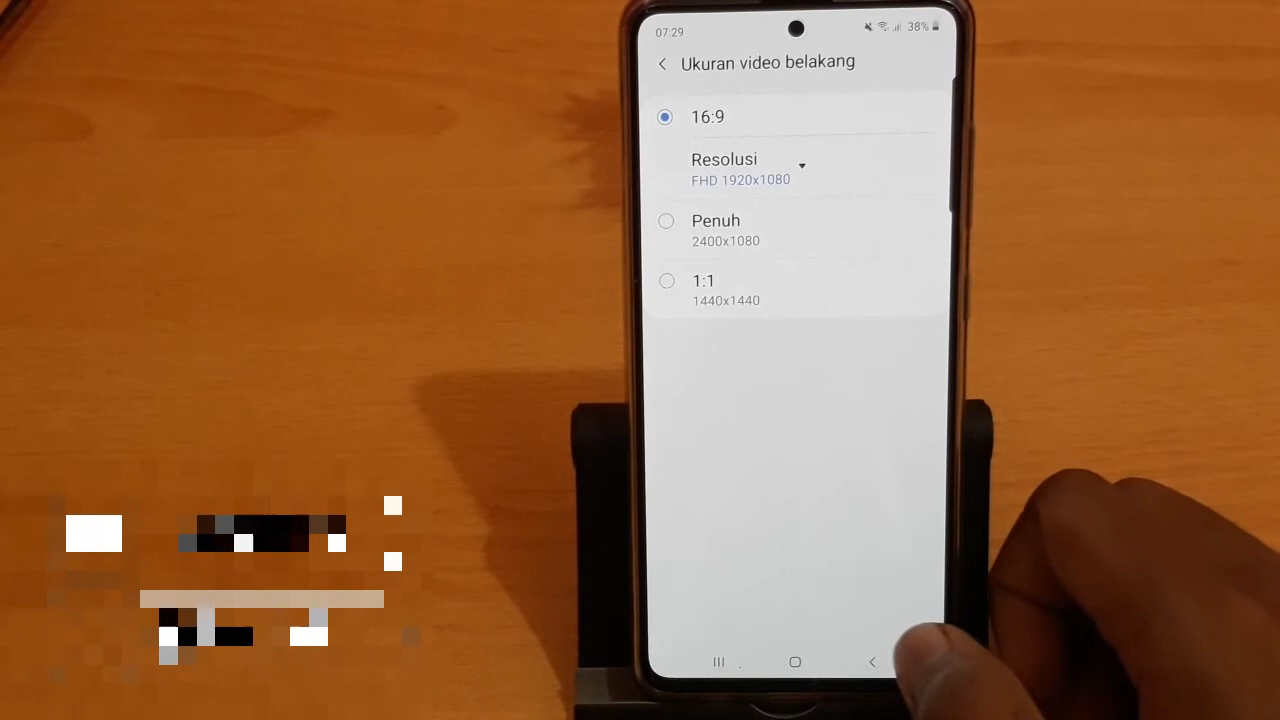 07:29
38%
Ukuran video belakang
16:9
Resolusi
FHD 1920x1080
Penuh
2400x1080
1:1
1440x1440